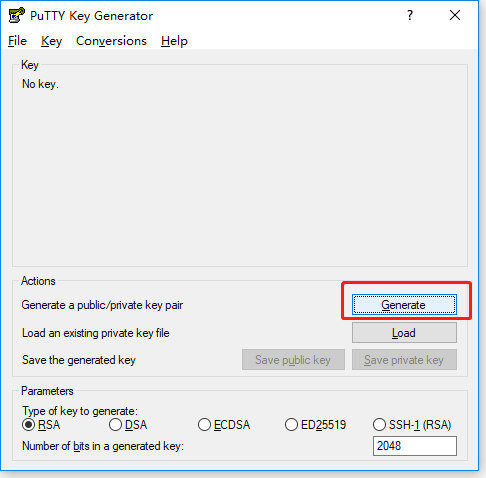 PuTTY Key Generator ?
File Key Conversions Help
Key
No key.
Actions
Generate a public/private key pair Generate
Load an existing private key file Load
Save the generated key Save public key Save private key
Parameters
Type of key to generate:
RSA DSA ECDSA ED25519 SSH-1 (RSA)
Number of bits in a generated key: 2048